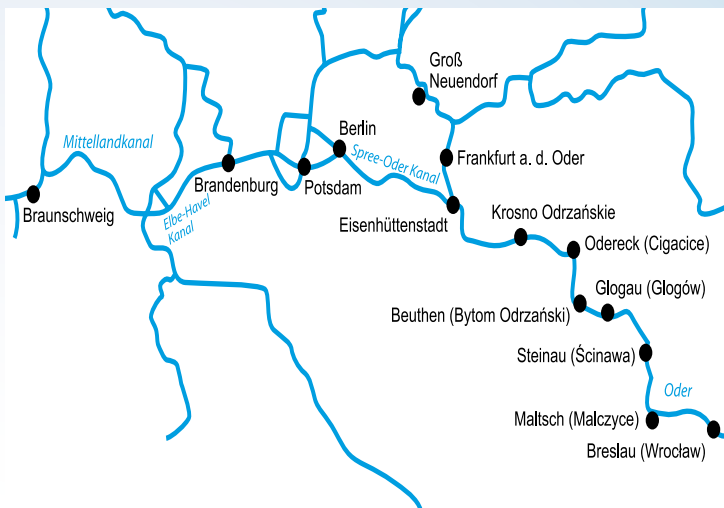 Groß
Neuendorf
Mittellandkanal
Berlin
Spree-Oder Kanal
Frankfurt a. d. Oder
Brandenburg
Potsdam
Braunschweig
Elbe-Havel
Kanal
Eisenhüttenstadt
Krosno Odrzańskie
Odereck (Cigacice)
Glogau (Glogów)
Beuthen (Bytom Odrzański)
Steinau (Ścinawa)
Oder
Maltsch (Malczyce)
Breslau (Wrocław)